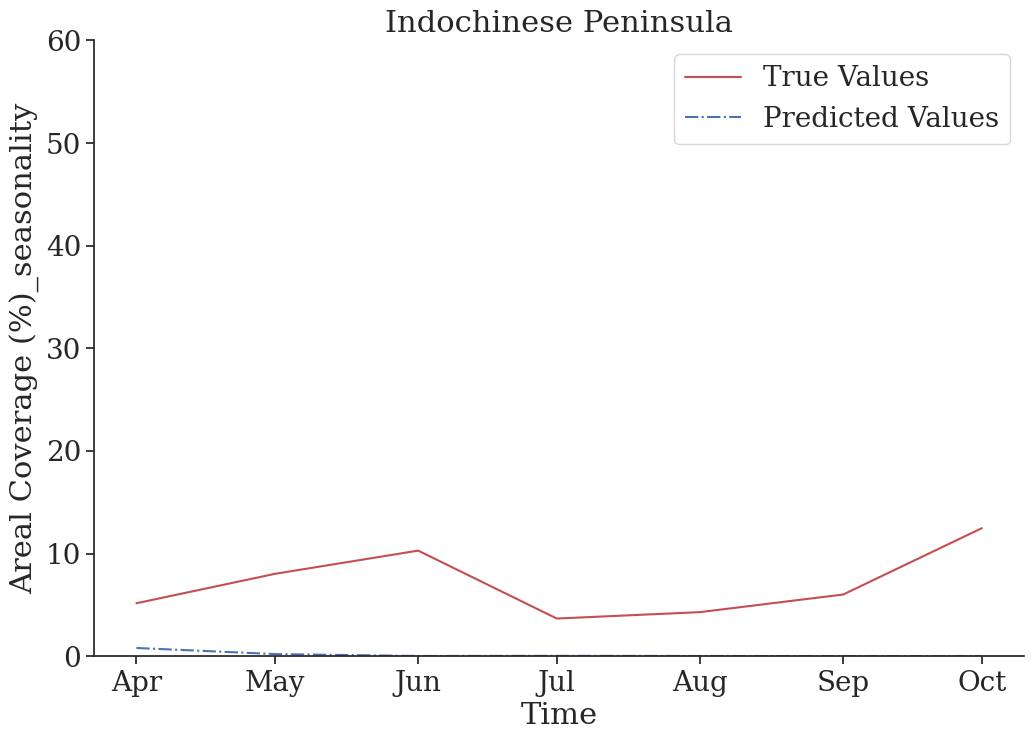 Indochinese Peninsula
True Values
Predicted Values
Areal Coverage (%)_seasonality
60
50
40
30
20
10
0
Apr May Jun Jul Aug Sep Oct
Time